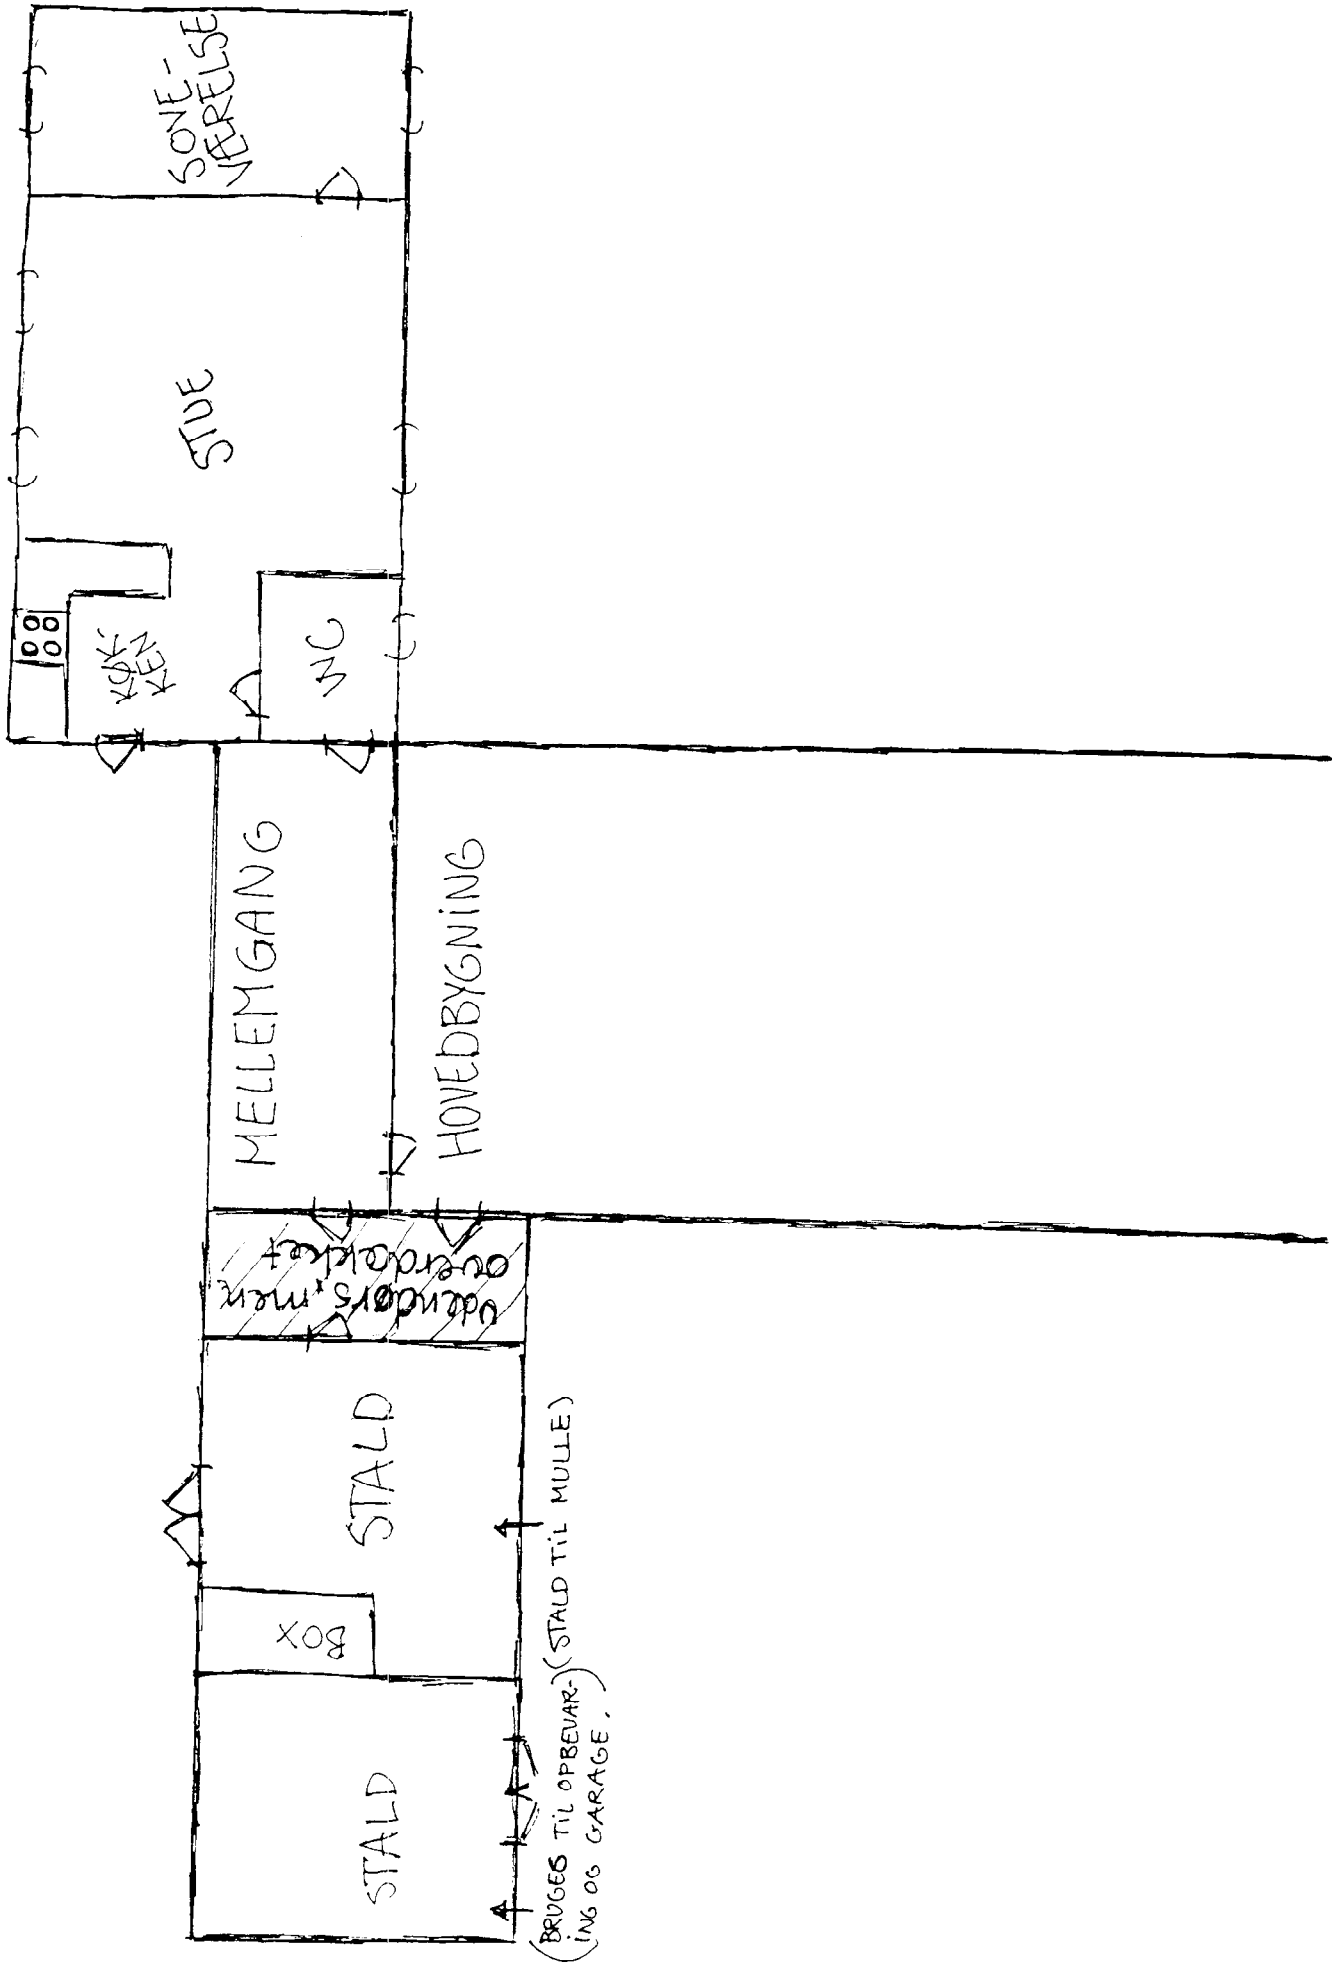 SOVE-
VÆRELSE
STUE
KØK-
KEN
WC
MELLEMGANG
HOVEDBYGNING
Udendørs, men
overdækket
STALD
BOX
STALD
(STALD TIL MULLE)
(BRUGES TIL OPBEVAR-
ING OG GARAGE.)